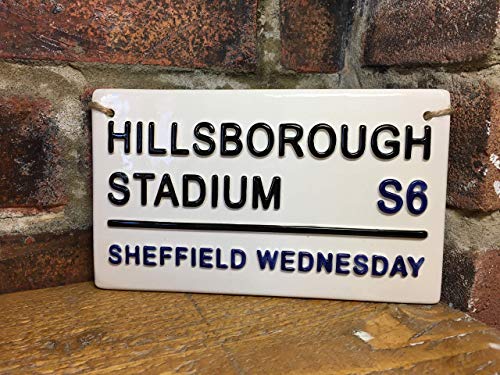 HILLSBOROUGH
STADIUM S6
SHEFFIELD WEDNESDAY